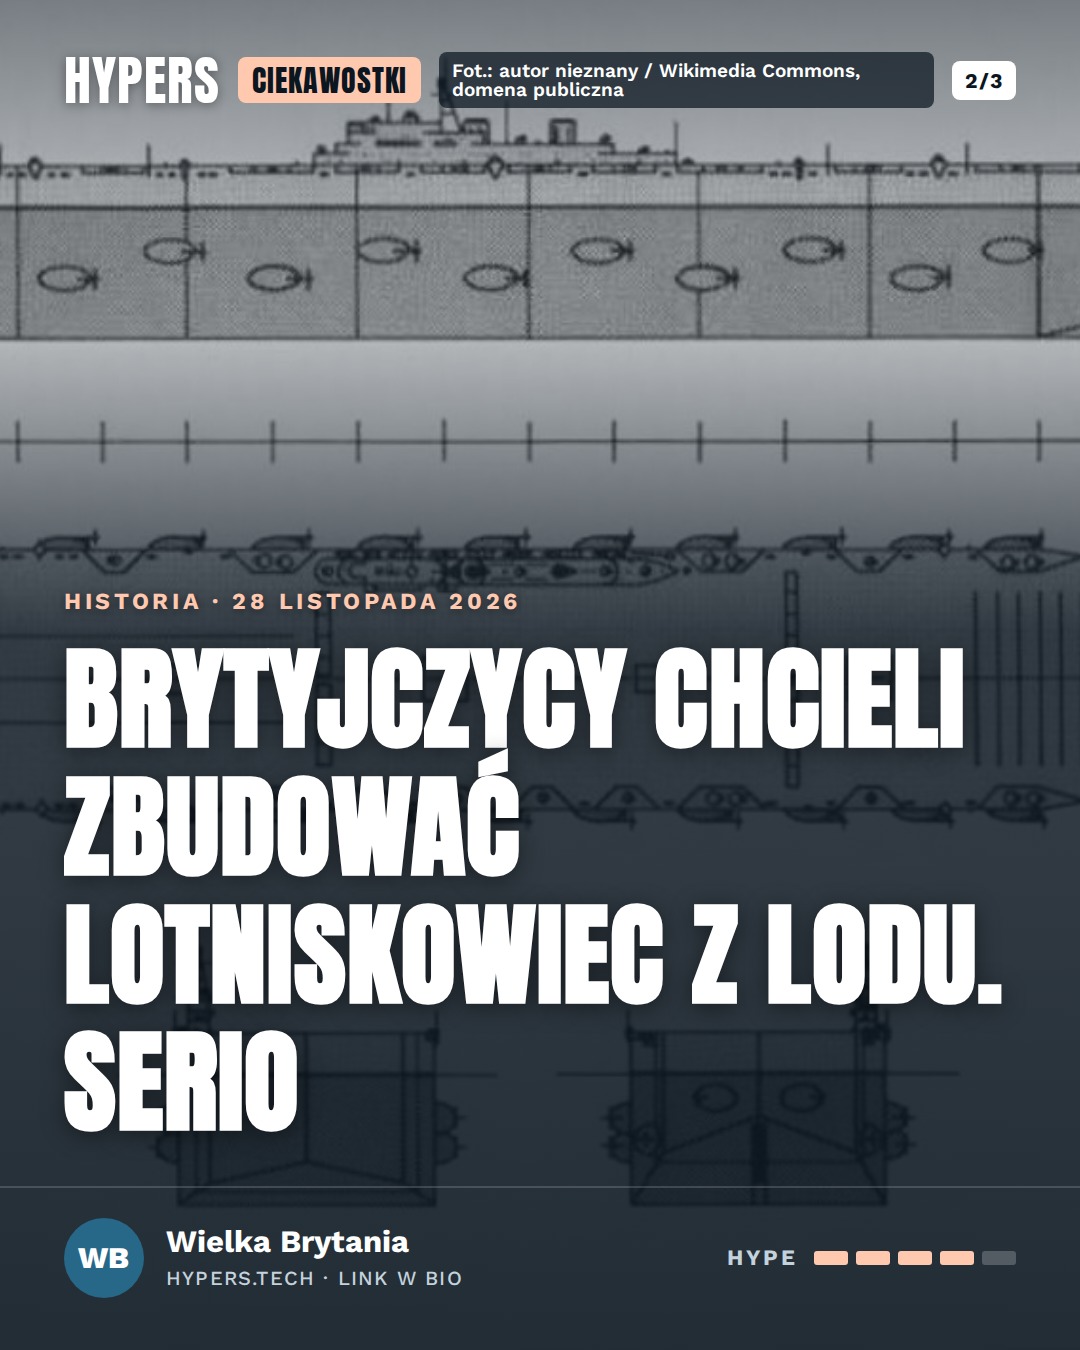 HYPERS
CIEKAWOSTKI
Fot.: autor nieznany / Wikimedia Commons,
domena publiczna
2/3
HISTORIA · 28 LISTOPADA 2026
BRYTYJCZYCY CHCIELI
ZBUDOWAĆ
LOTNISKOWIEC Z LODU.
SERIO
WB
Wielka Brytania
HYPERS.TECH · LINK W BIO
HYPE